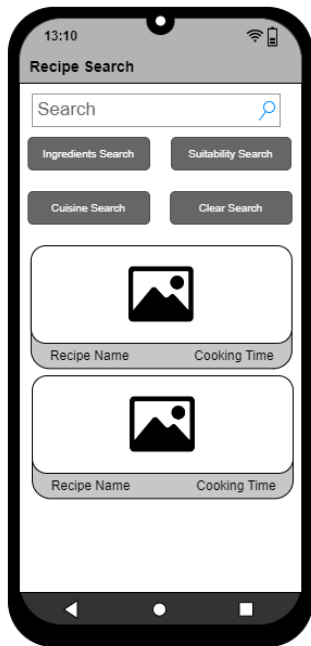 13:10
Recipe Search
Search
Ingredients Search
Suitability Search
Cuisine Search
Clear Search
Recipe Name
Cooking Time
Recipe Name
Cooking Time